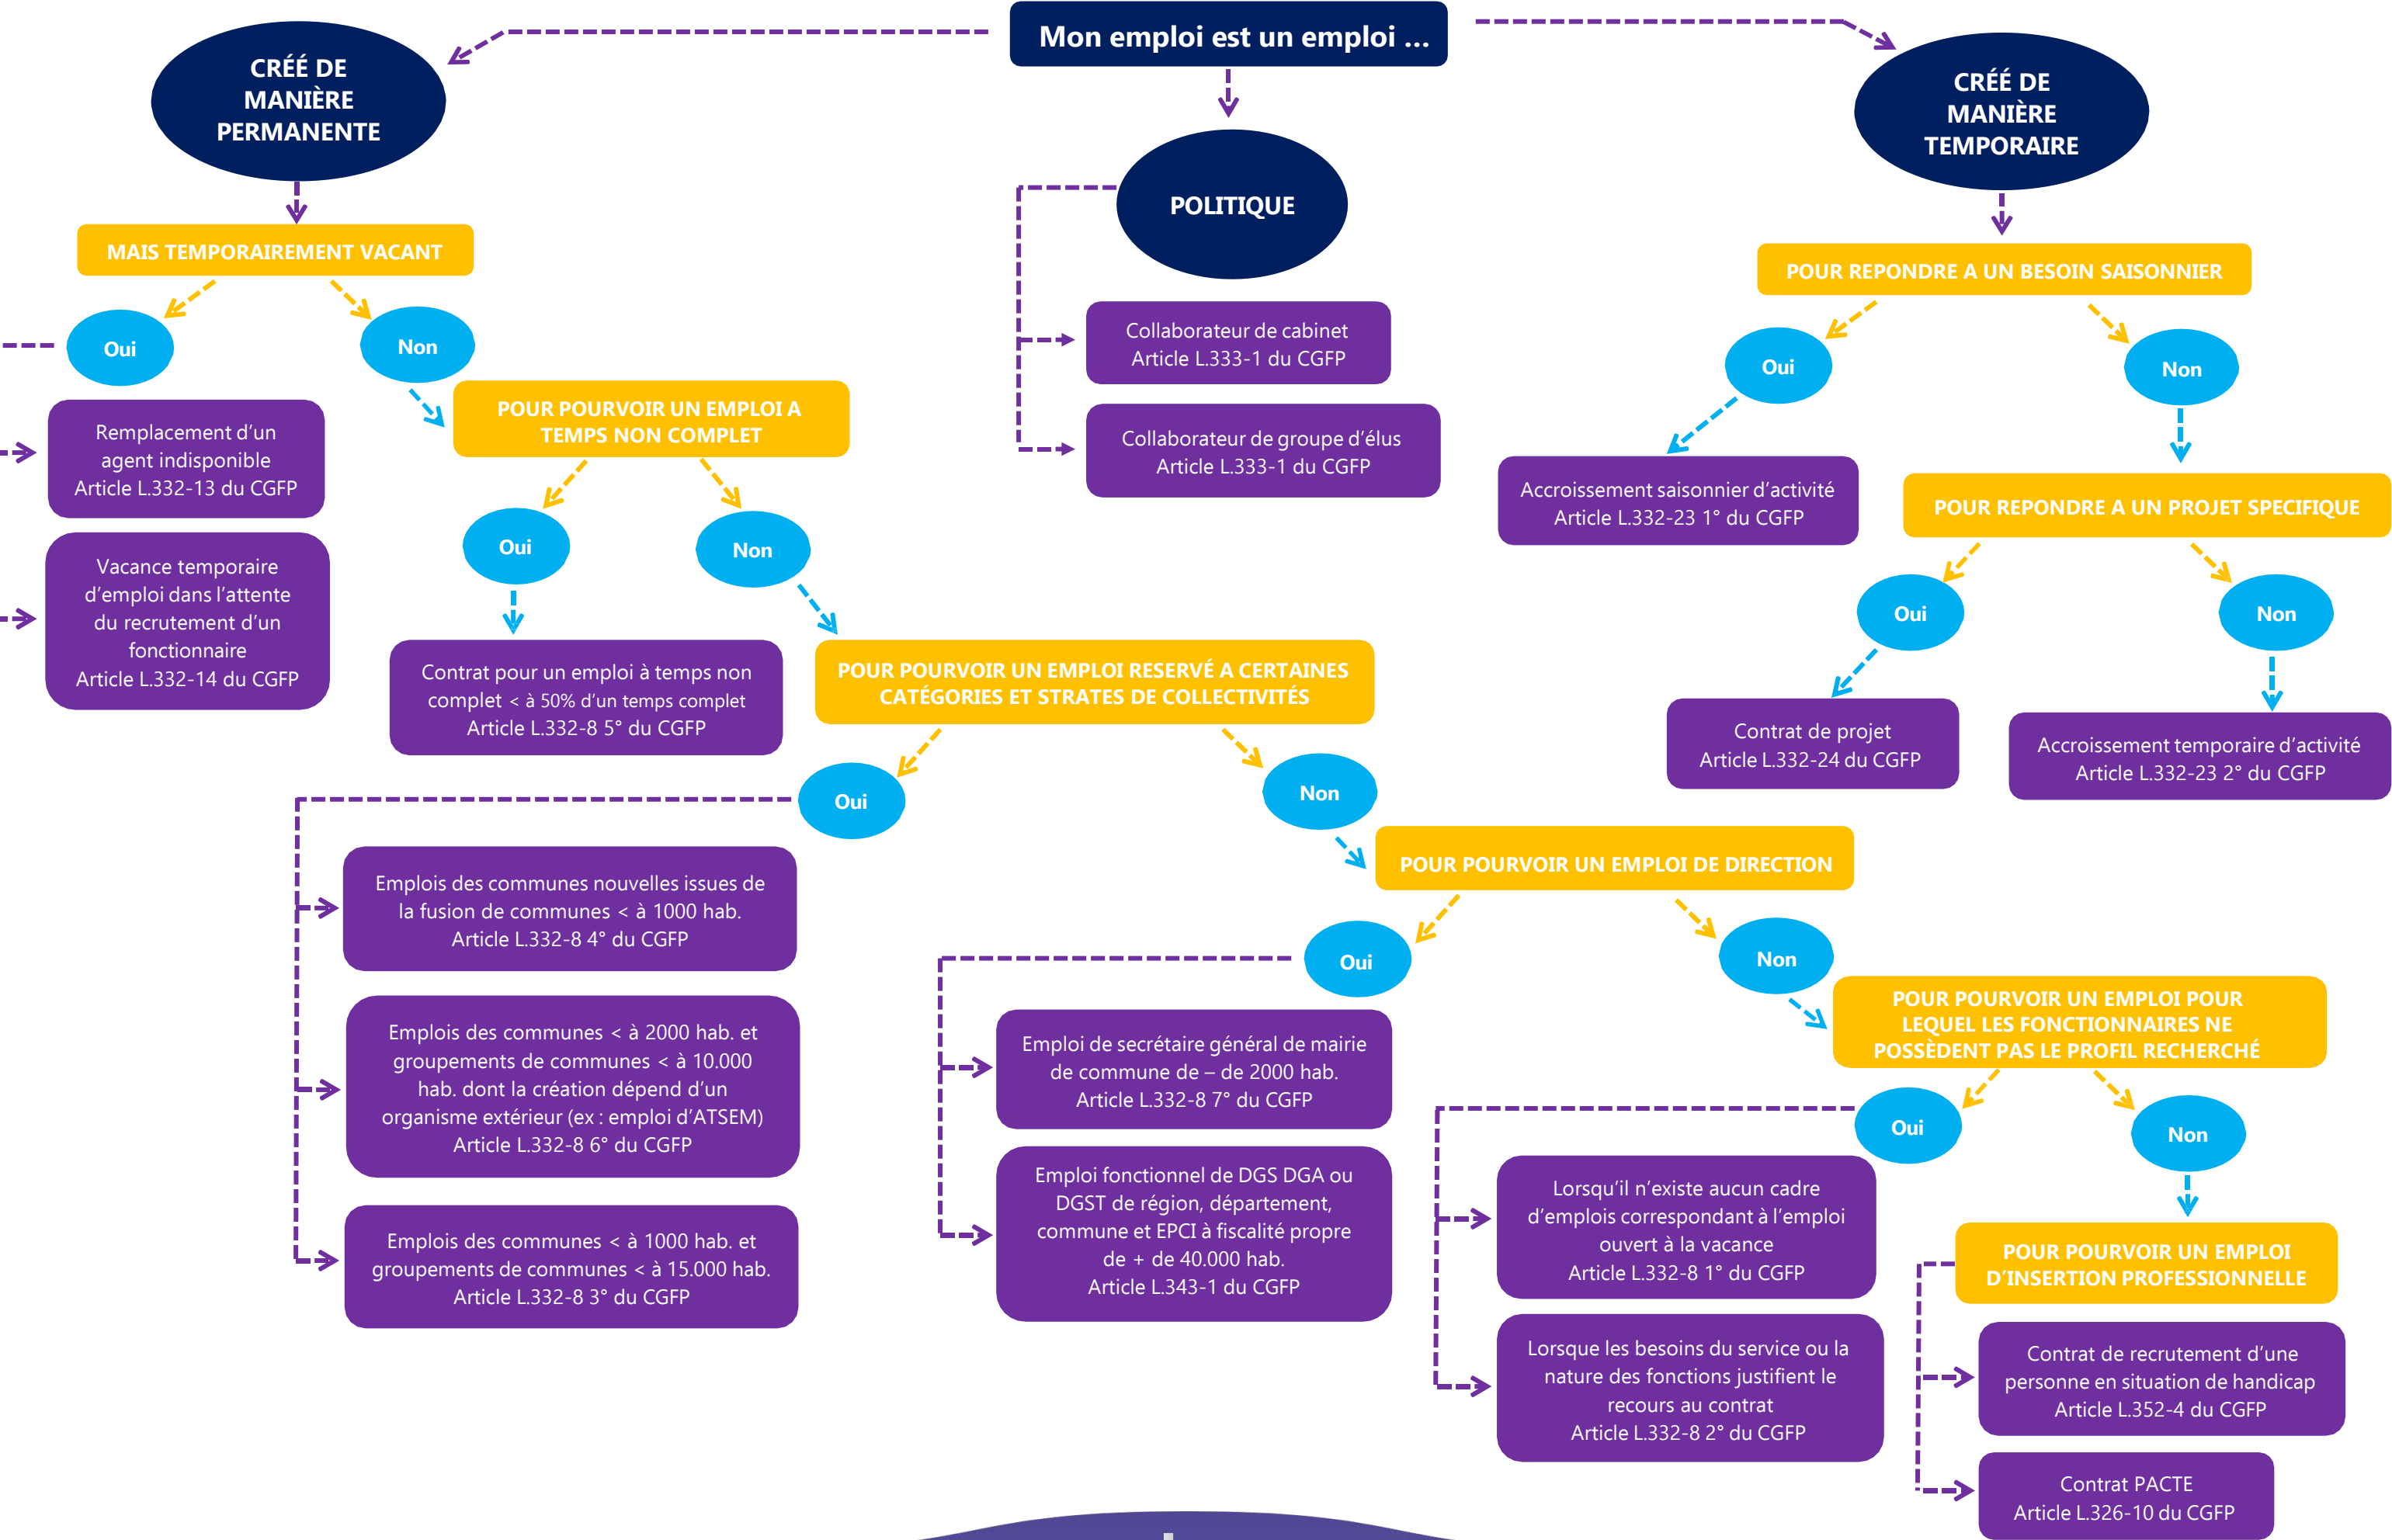 Mon emploi est un emploi ...
CRÉÉ DE
MANIÈRE
PERMANENTE
MAIS TEMPORAIREMENT VACANT
Oui
Non
Remplacement d’un
agent indisponible
Article L.332-13 du CGFP
Vacance temporaire
d’emploi dans l’attente
du recrutement d’un
fonctionnaire
Article L.332-14 du CGFP
POUR POURVOIR UN EMPLOI A
TEMPS NON COMPLET
Oui
Non
Contrat pour un emploi à temps non
complet < à 50% d’un temps complet
Article L.332-8 5° du CGFP
POUR POURVOIR UN EMPLOI RESERVÉ A CERTAINES
CATÉGORIES ET STRATES DE COLLECTIVITÉS
Oui
Non
Emplois des communes nouvelles issues de
la fusion de communes < à 1000 hab.
Article L.332-8 4° du CGFP
Emplois des communes < à 2000 hab. et
groupements de communes < à 10.000
hab. dont la création dépend d’un
organisme extérieur (ex : emploi d’ATSEM)
Article L.332-8 6° du CGFP
Emplois des communes < à 1000 hab. et
groupements de communes < à 15.000 hab.
Article L.332-8 3° du CGFP
POUR POURVOIR UN EMPLOI DE DIRECTION
Oui
Non
Emploi de secrétaire général de mairie
de commune de – de 2000 hab.
Article L.332-8 7° du CGFP
Emploi fonctionnel de DGS DGA ou
DGST de région, département,
commune et EPCI à fiscalité propre
de + de 40.000 hab.
Article L.343-1 du CGFP
POUR POURVOIR UN EMPLOI POUR
LEQUEL LES FONCTIONNAIRES NE
POSSÈDENT PAS LE PROFIL RECHERCHÉ
Oui
Non
Lorsqu’il n’existe aucun cadre
d’emplois correspondant à l’emploi
ouvert à la vacance
Article L.332-8 1° du CGFP
Lorsque les besoins du service ou la
nature des fonctions justifient le
recours au contrat
Article L.332-8 2° du CGFP
POUR POURVOIR UN EMPLOI
D’INSERTION PROFESSIONNELLE
Contrat de recrutement d’une
personne en situation de handicap
Article L.352-4 du CGFP
Contrat PACTE
Article L.326-10 du CGFP
POLITIQUE
Collaborateur de cabinet
Article L.333-1 du CGFP
Collaborateur de groupe d’élus
Article L.333-1 du CGFP
CRÉÉ DE
MANIÈRE
TEMPORAIRE
POUR REPONDRE A UN BESOIN SAISONNIER
Oui
Non
Accroissement saisonnier d’activité
Article L.332-23 1° du CGFP
POUR REPONDRE A UN PROJET SPECIFIQUE
Oui
Non
Contrat de projet
Article L.332-24 du CGFP
Accroissement temporaire d’activité
Article L.332-23 2° du CGFP